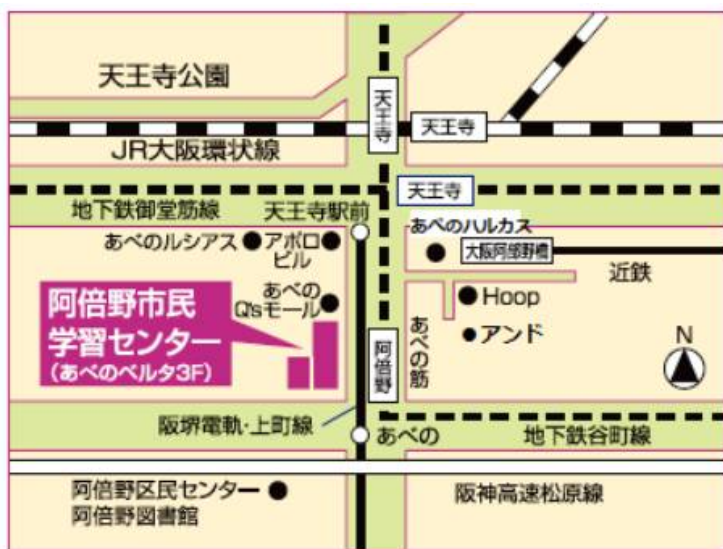 天王寺公園
天王寺
天王寺
JR大阪環状線
天王寺
地下鉄御堂筋線
天王寺駅前
あべのハルカス
あべのルシアス
アポロ
ビル
大阪阿部野橋
近鉄
阿倍野市民
学習センター
(あべのベルタ3F)
あべの
Q'sモール
Hoop
アンド
あべの筋
阿倍野
N
阪堺電軌・上町線
あべの
地下鉄谷町線
阿倍野区民センター
阿倍野図書館
阪神高速松原線